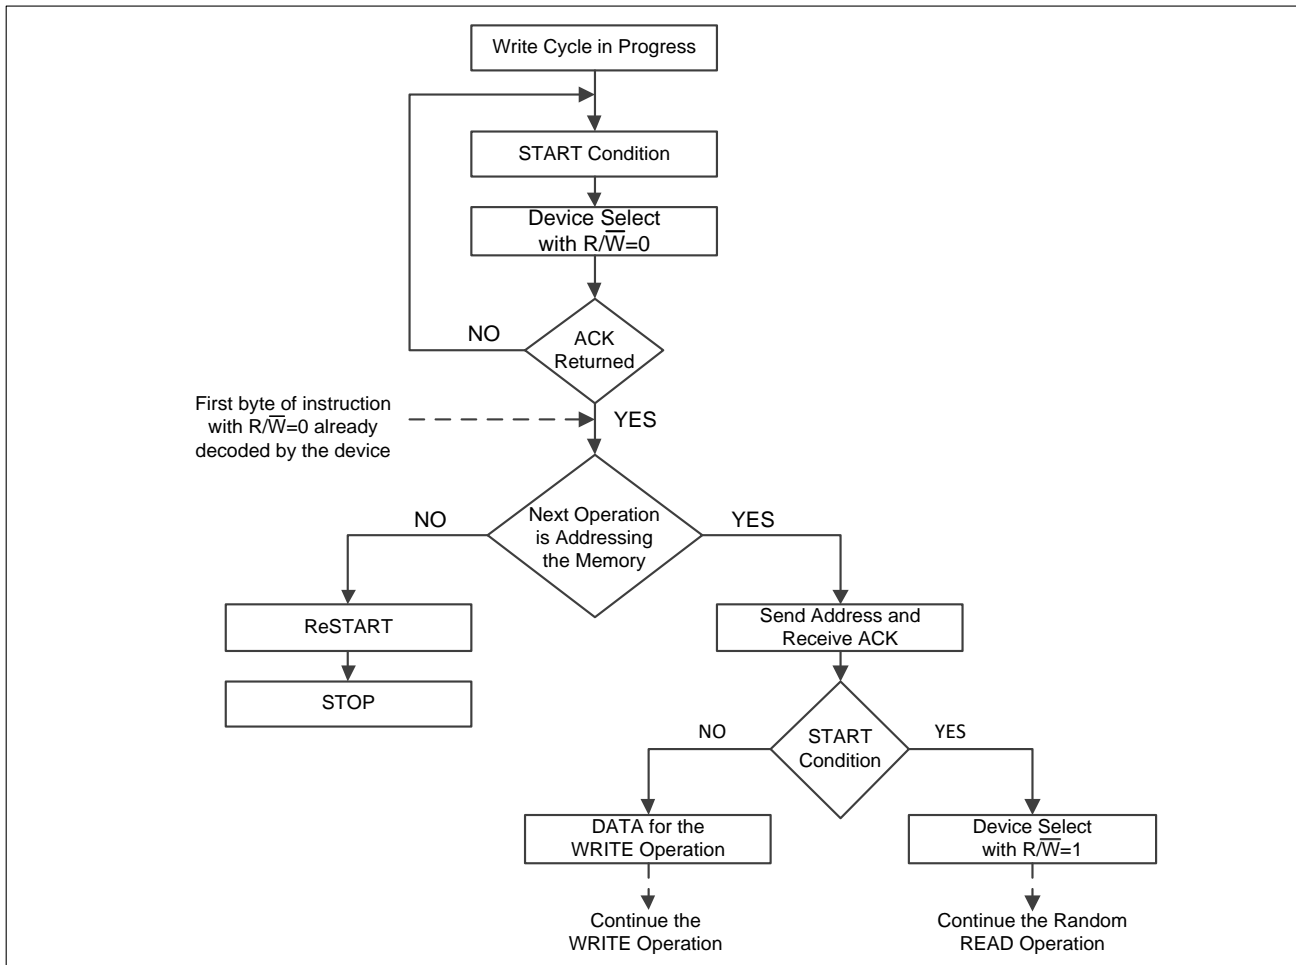 Write Cycle in Progress
START Condition
Device Select
with R/W̅=0
NO
ACK
Returned
First byte of instruction
with R/W̅=0 already
decoded by the device
YES
NO
Next Operation
is Addressing
the Memory
YES
ReSTART
Send Address and
Receive ACK
STOP
NO
START
Condition
YES
DATA for the
WRITE Operation
Device Select
with R/W̅=1
Continue the
WRITE Operation
Continue the Random
READ Operation